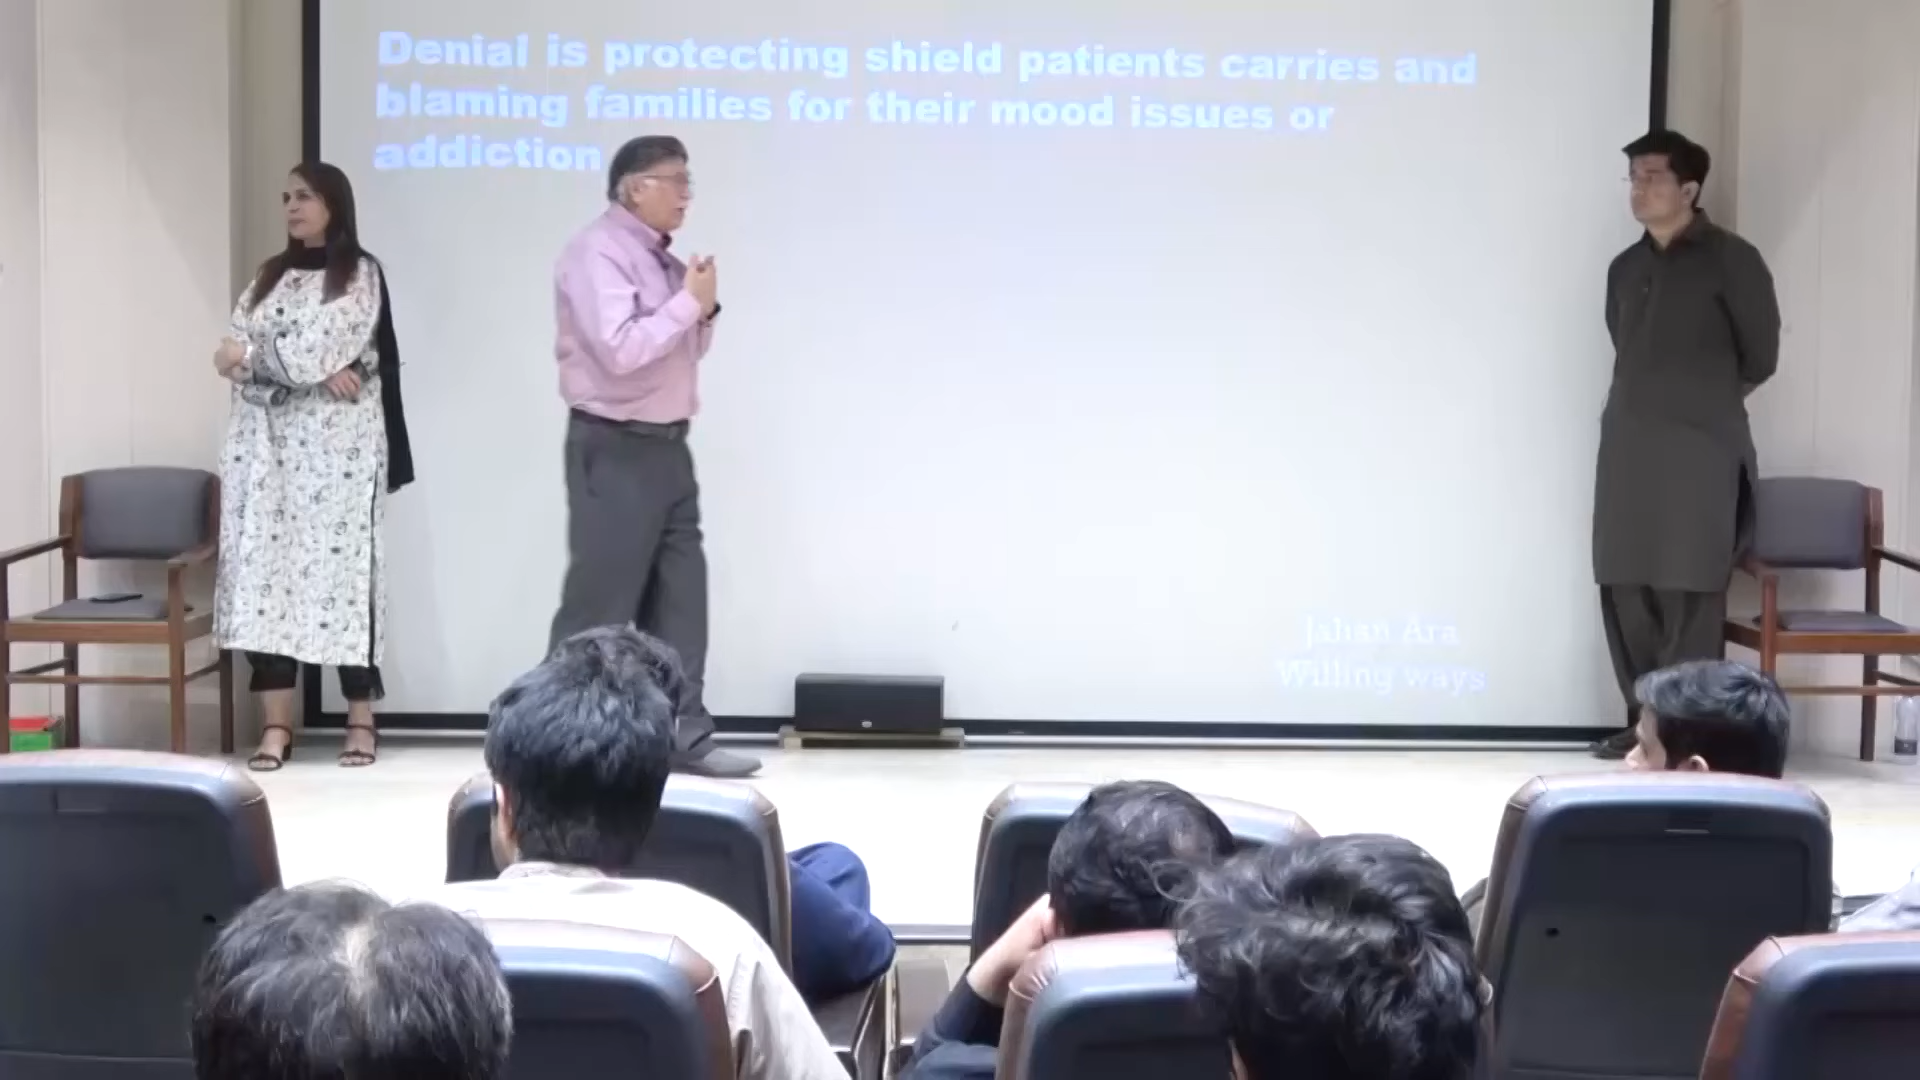 Denial is protecting shield patients carries and
blaming families for their mood issues or
addiction
Jahan Ara
Willing ways